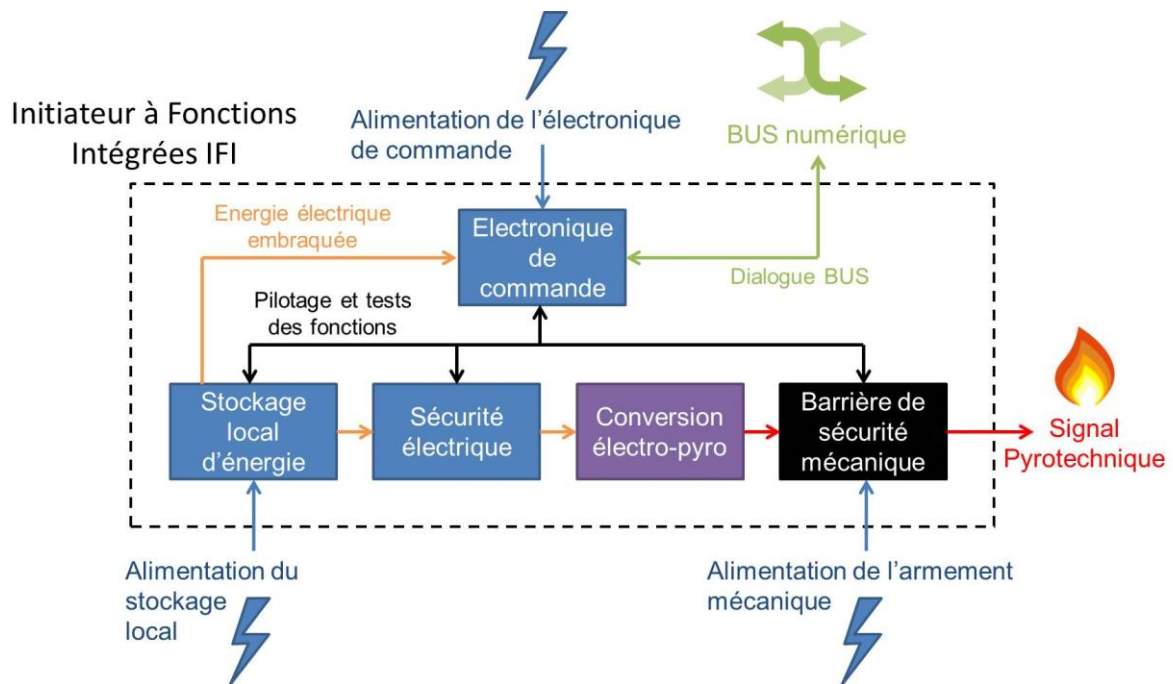 Initiateur à Fonctions
Intégrées IFI
Alimentation de l'électronique
de commande
BUS numérique
Energie électrique
embraquée
Electronique
de
commande
Dialogue BUS
Pilotage et tests
des fonctions
Stockage
local
d'énergie
Sécurité
électrique
Conversion
électro-pyro
Barrière de
sécurité
mécanique
Signal
Pyrotechnique
Alimentation du
stockage
local
Alimentation de l'armement
mécanique